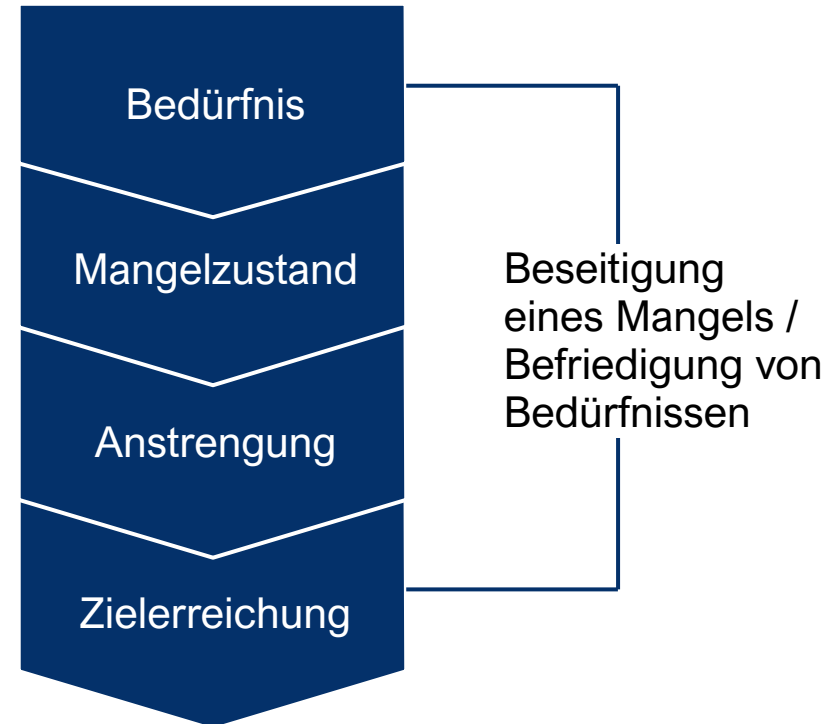 Bedürfnis
Mangelzustand
Anstrengung
Zielerreichung
Beseitigung
eines Mangels /
Befriedigung von
Bedürfnissen